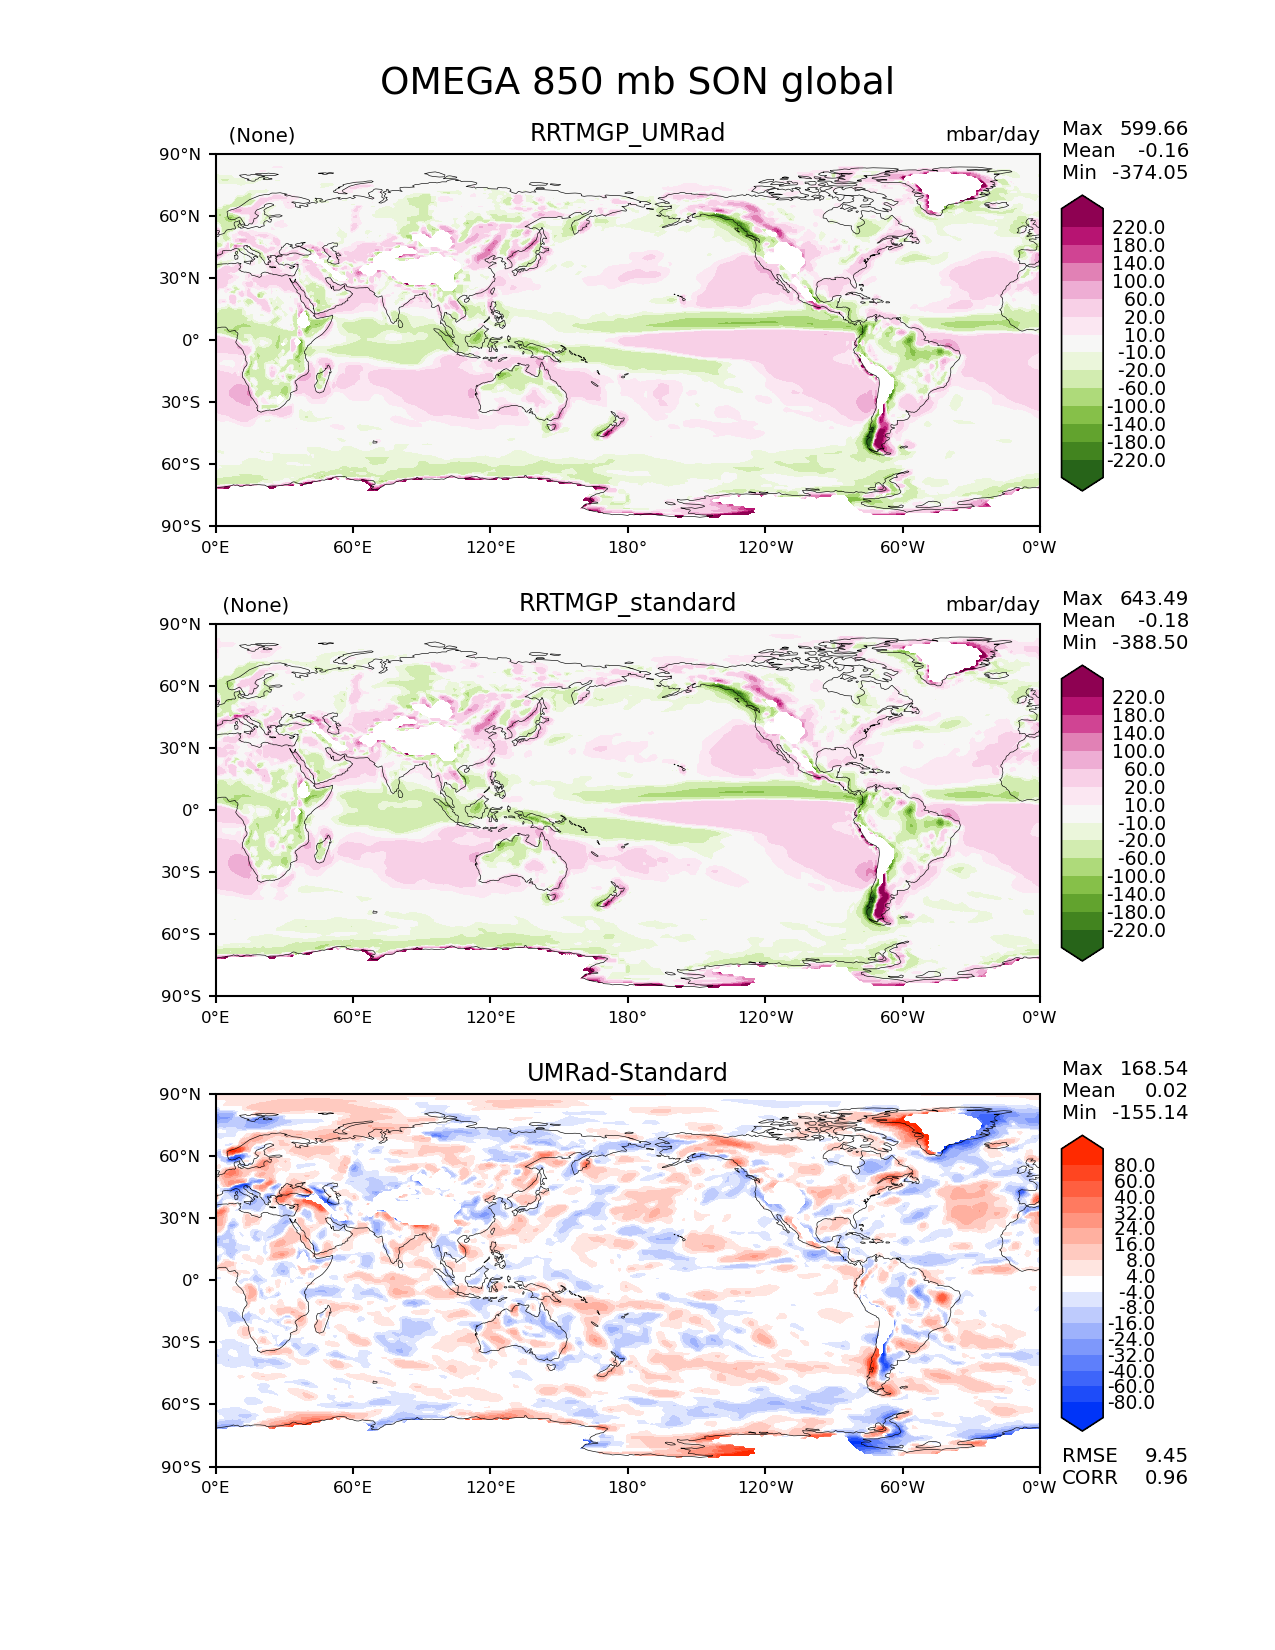 OMEGA 850 mb SON global
(None) RRTMGP_UMRad mbar/day
Max 599.66
Mean -0.16
Min -374.05
90°N
60°N
30°N
0°
30°S
60°S
90°S
0°E 60°E 120°E 180° 120°W 60°W 0°W
220.0
180.0
140.0
100.0
60.0
20.0
10.0
-10.0
-20.0
-60.0
-100.0
-140.0
-180.0
-220.0
(None) RRTMGP_standard mbar/day
Max 643.49
Mean -0.18
Min -388.50
90°N
60°N
30°N
0°
30°S
60°S
90°S
0°E 60°E 120°E 180° 120°W 60°W 0°W
220.0
180.0
140.0
100.0
60.0
20.0
10.0
-10.0
-20.0
-60.0
-100.0
-140.0
-180.0
-220.0
UMRad-Standard
Max 168.54
Mean 0.02
Min -155.14
90°N
60°N
30°N
0°
30°S
60°S
90°S
0°E 60°E 120°E 180° 120°W 60°W 0°W
80.0
60.0
40.0
32.0
24.0
16.0
8.0
4.0
-4.0
-8.0
-16.0
-24.0
-32.0
-40.0
-60.0
-80.0
RMSE 9.45
CORR 0.96